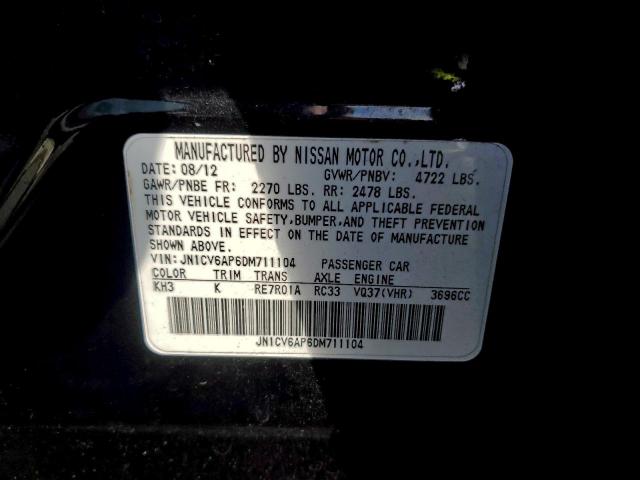 MANUFACTURED BY NISSAN MOTOR CO.,LTD.
DATE: 08/12 GVWR/PNBV: 4722 LBS.
GAWR/PNBE FR: 2270 LBS. RR: 2478 LBS.
THIS VEHICLE CONFORMS TO ALL APPLICABLE FEDERAL
MOTOR VEHICLE SAFETY,BUMPER,AND THEFT PREVENTION
STANDARDS IN EFFECT ON THE DATE OF MANUFACTURE
SHOWN ABOVE.
VIN: JN1CV6AP6DM711104 PASSENGER CAR
COLOR TRIM TRANS AXLE ENGINE
KH3 K RE7R01A RC33 VQ37(VHR) 3696CC
JN1CV6AP6DM711104